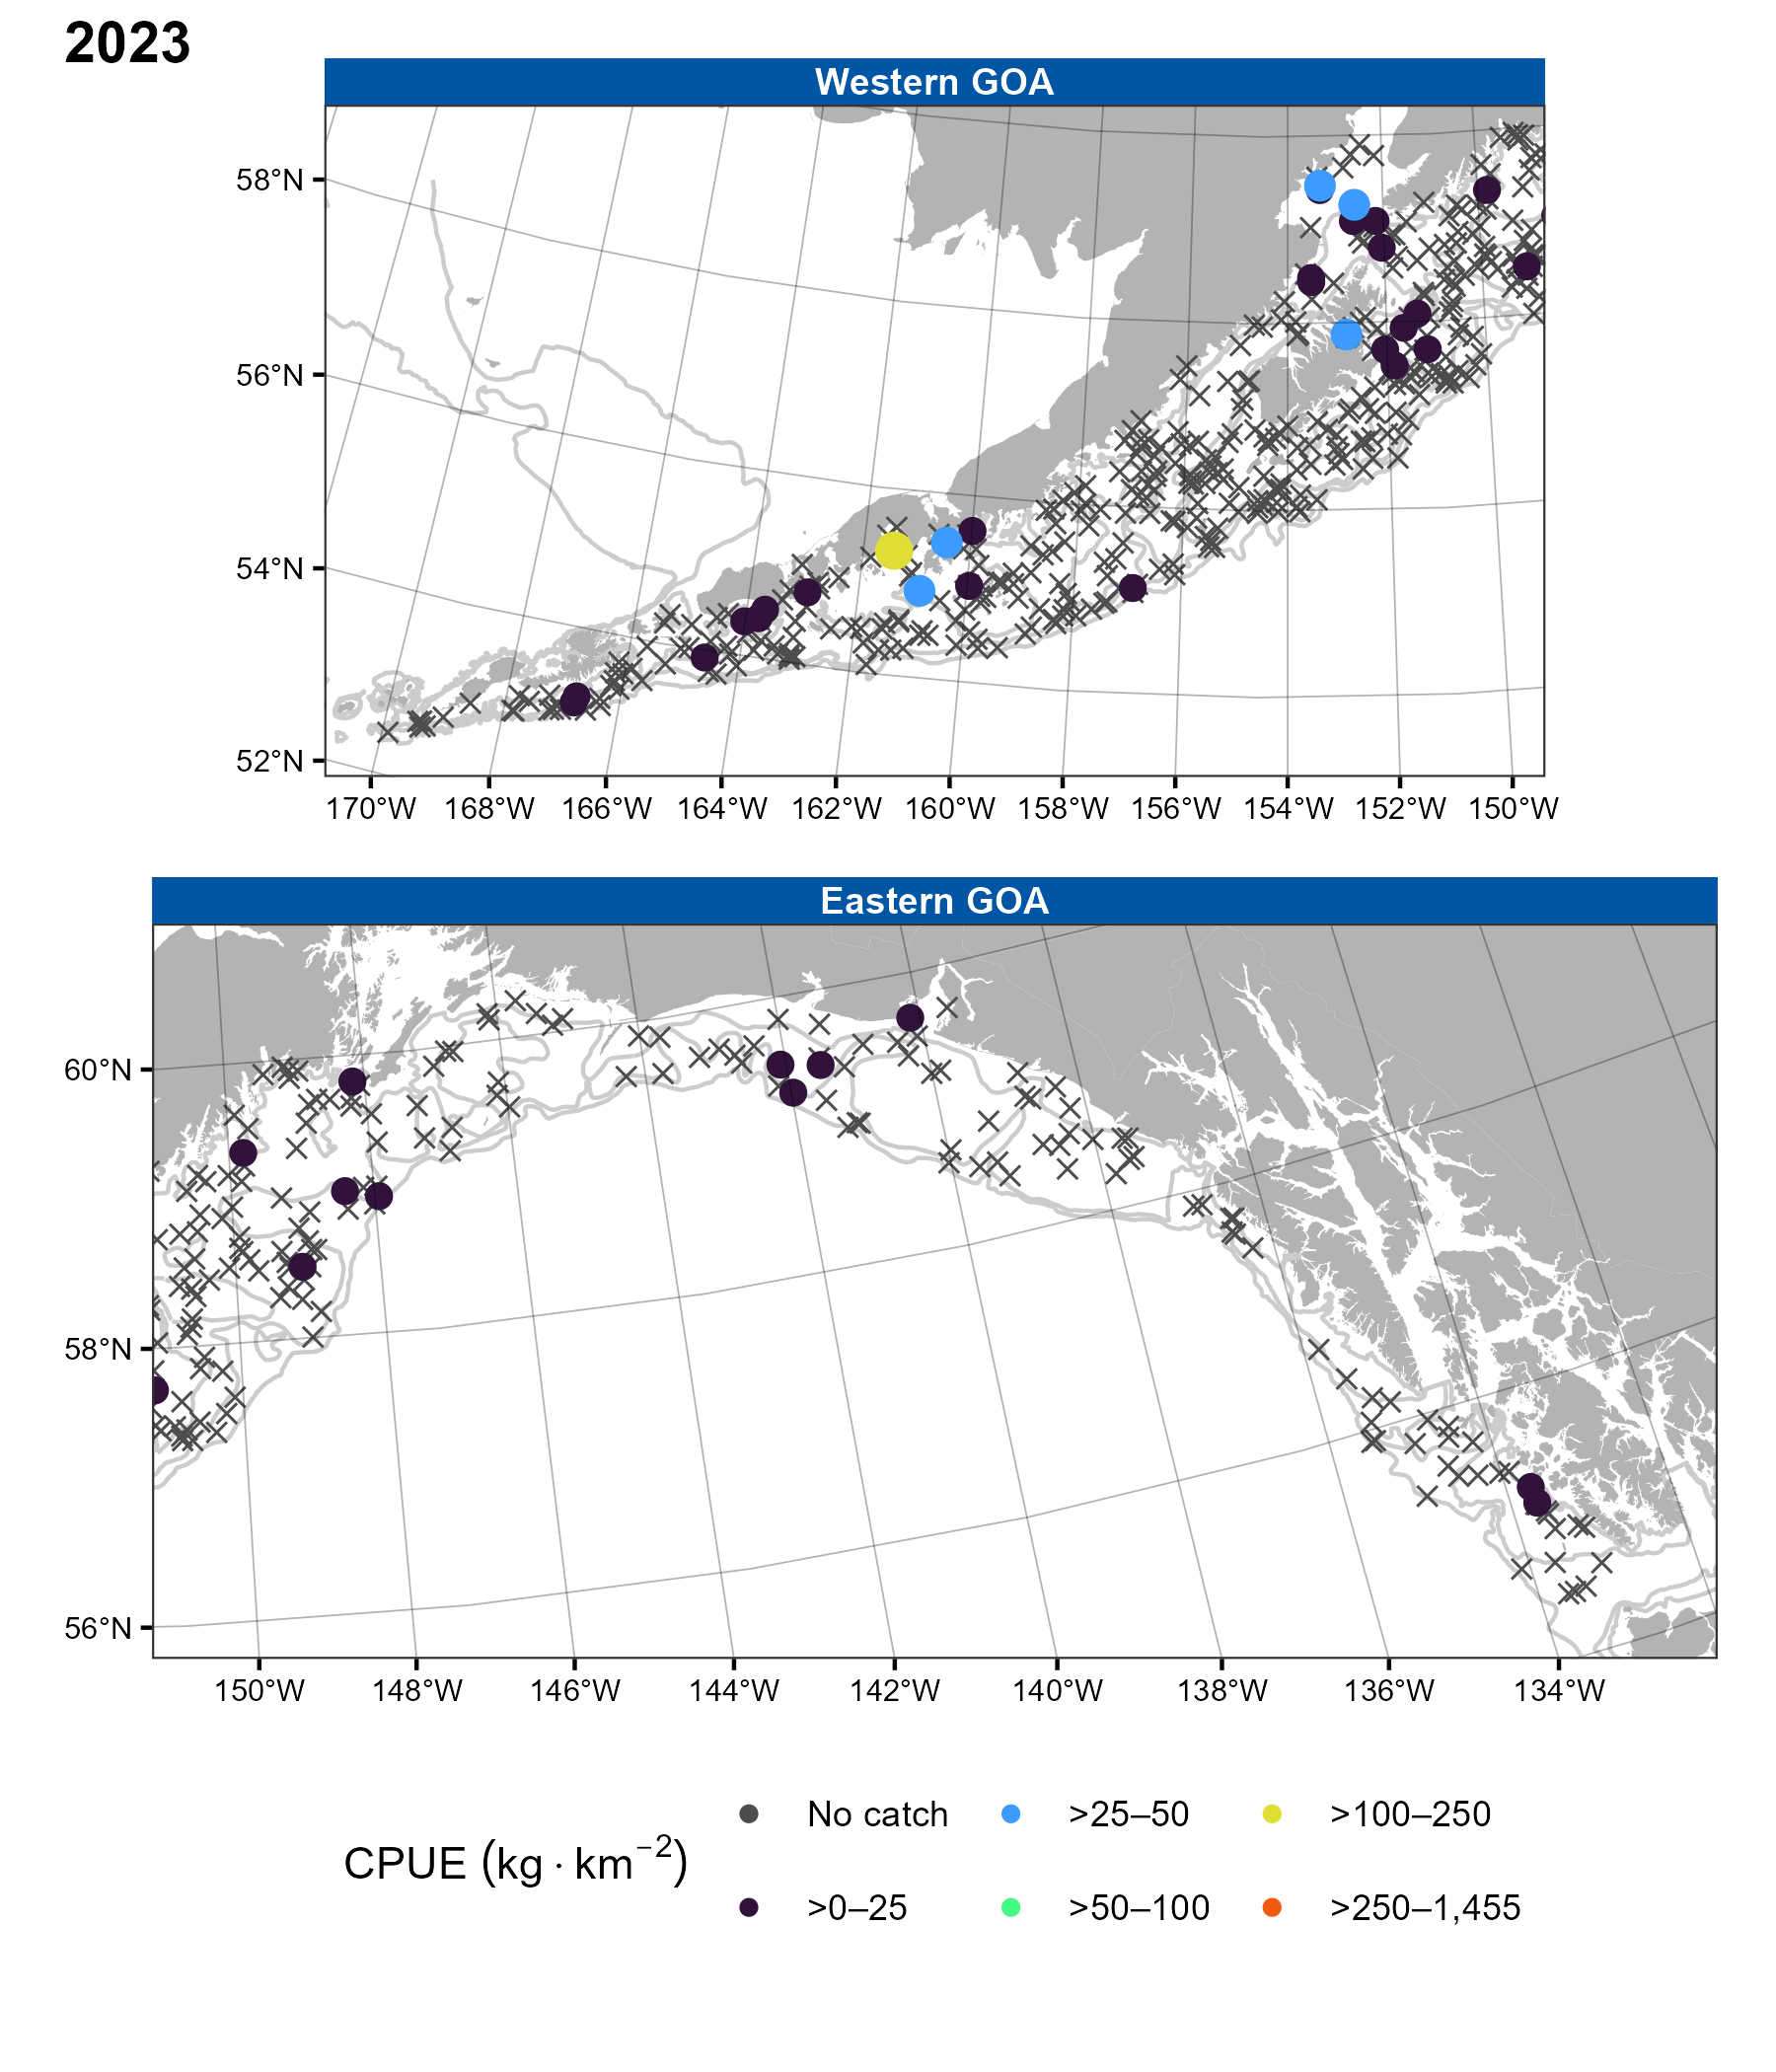 2023
Western GOA
58°N
56°N
54°N
52°N
170°W 168°W 166°W 164°W 162°W 160°W 158°W 156°W 154°W 152°W 150°W
Eastern GOA
60°N
58°N
56°N
150°W 148°W 146°W 144°W 142°W 140°W 138°W 136°W 134°W
CPUE (kg · km⁻²)
No catch >25–50 >100–250
>0–25 >50–100 >250–1,455